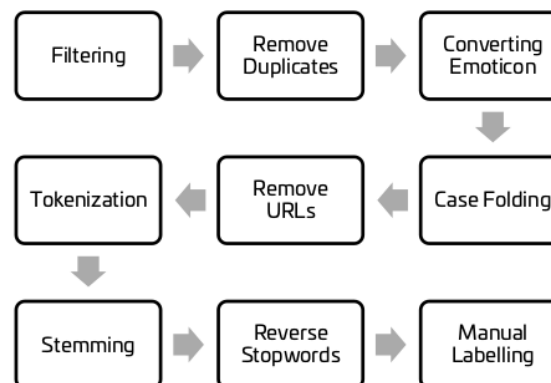 Filtering
Remove
Duplicates
Converting
Emoticon
Case Folding
Remove
URLs
Tokenization
Stemming
Reverse
Stopwords
Manual
Labelling